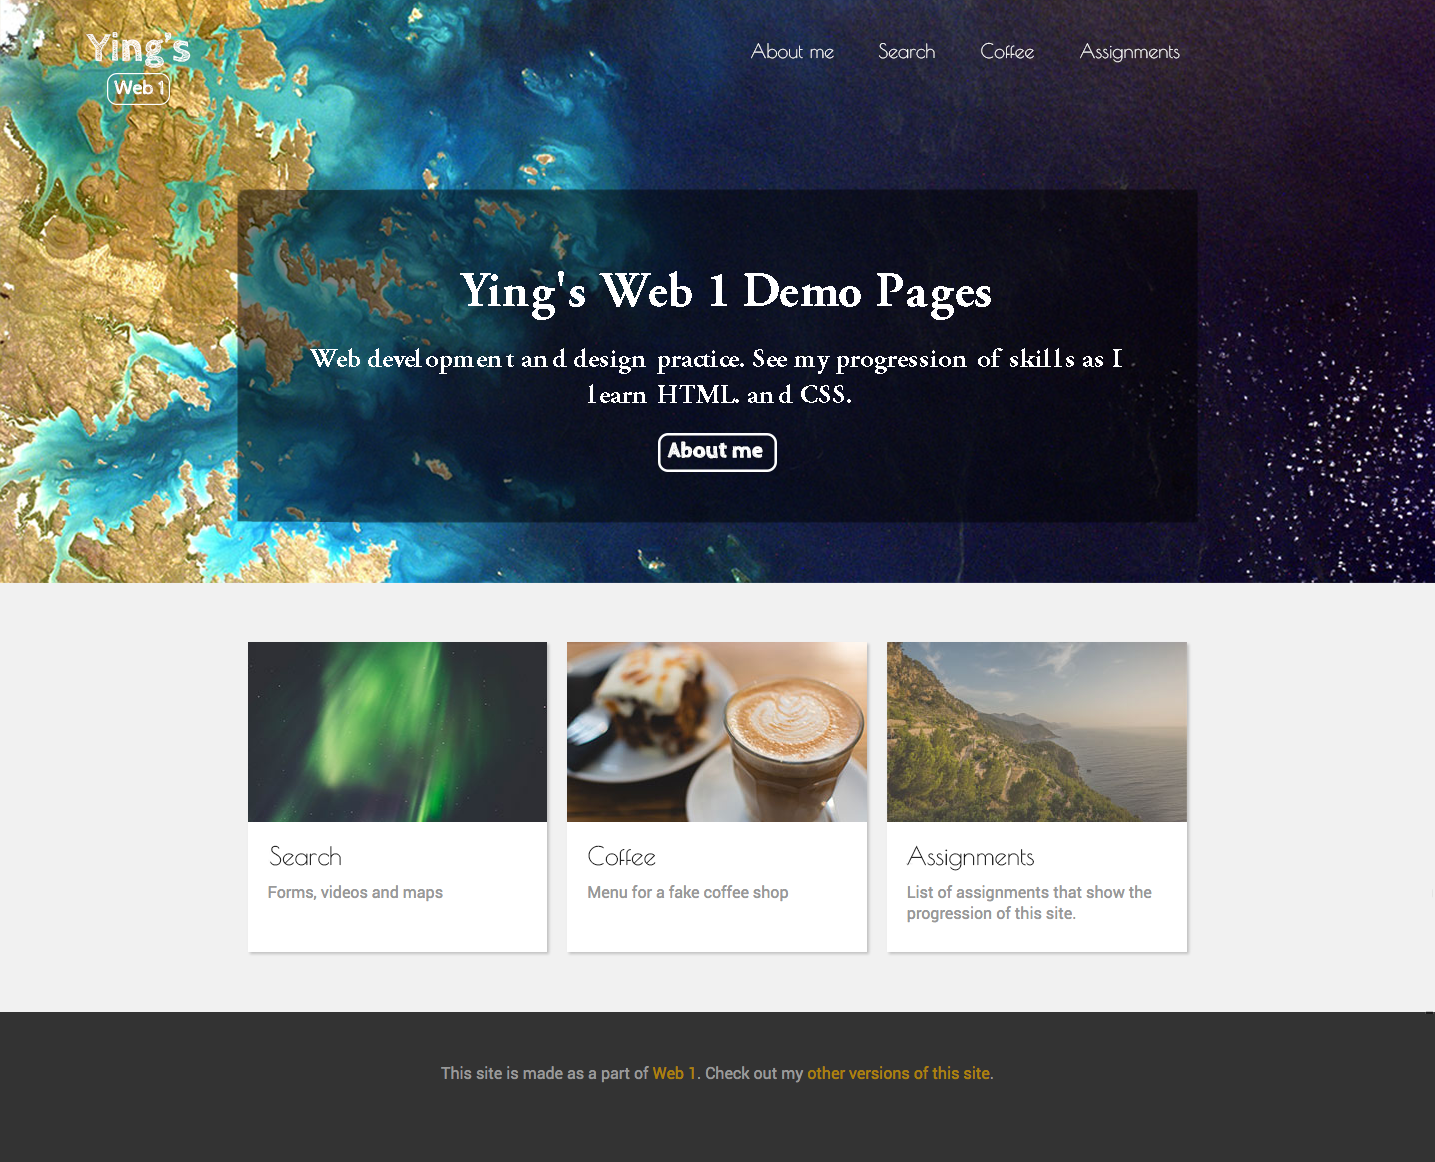 Ying's
Web 1
About me
Search
Coffee
Assignments
Ying's Web 1 Demo Pages
Web development and design practice. See my progression of skills as I
learn HTML. and CSS.
About me
Search
Forms, videos and maps
Coffee
Menu for a fake coffee shop
Assignments
List of assignments that show the
progression of this site.
This site is made as a part of Web 1. Check out my other versions of this site.